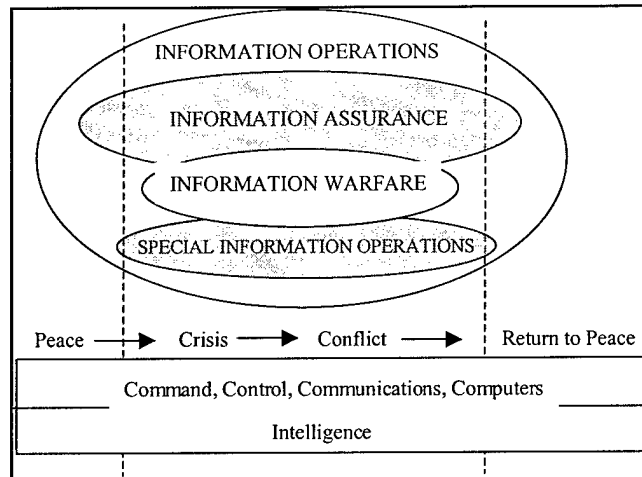 INFORMATION OPERATIONS
INFORMATION ASSURANCE
INFORMATION WARFARE
SPECIAL INFORMATION OPERATIONS
Peace Crisis Conflict Return to Peace
Command, Control, Communications, Computers
Intelligence